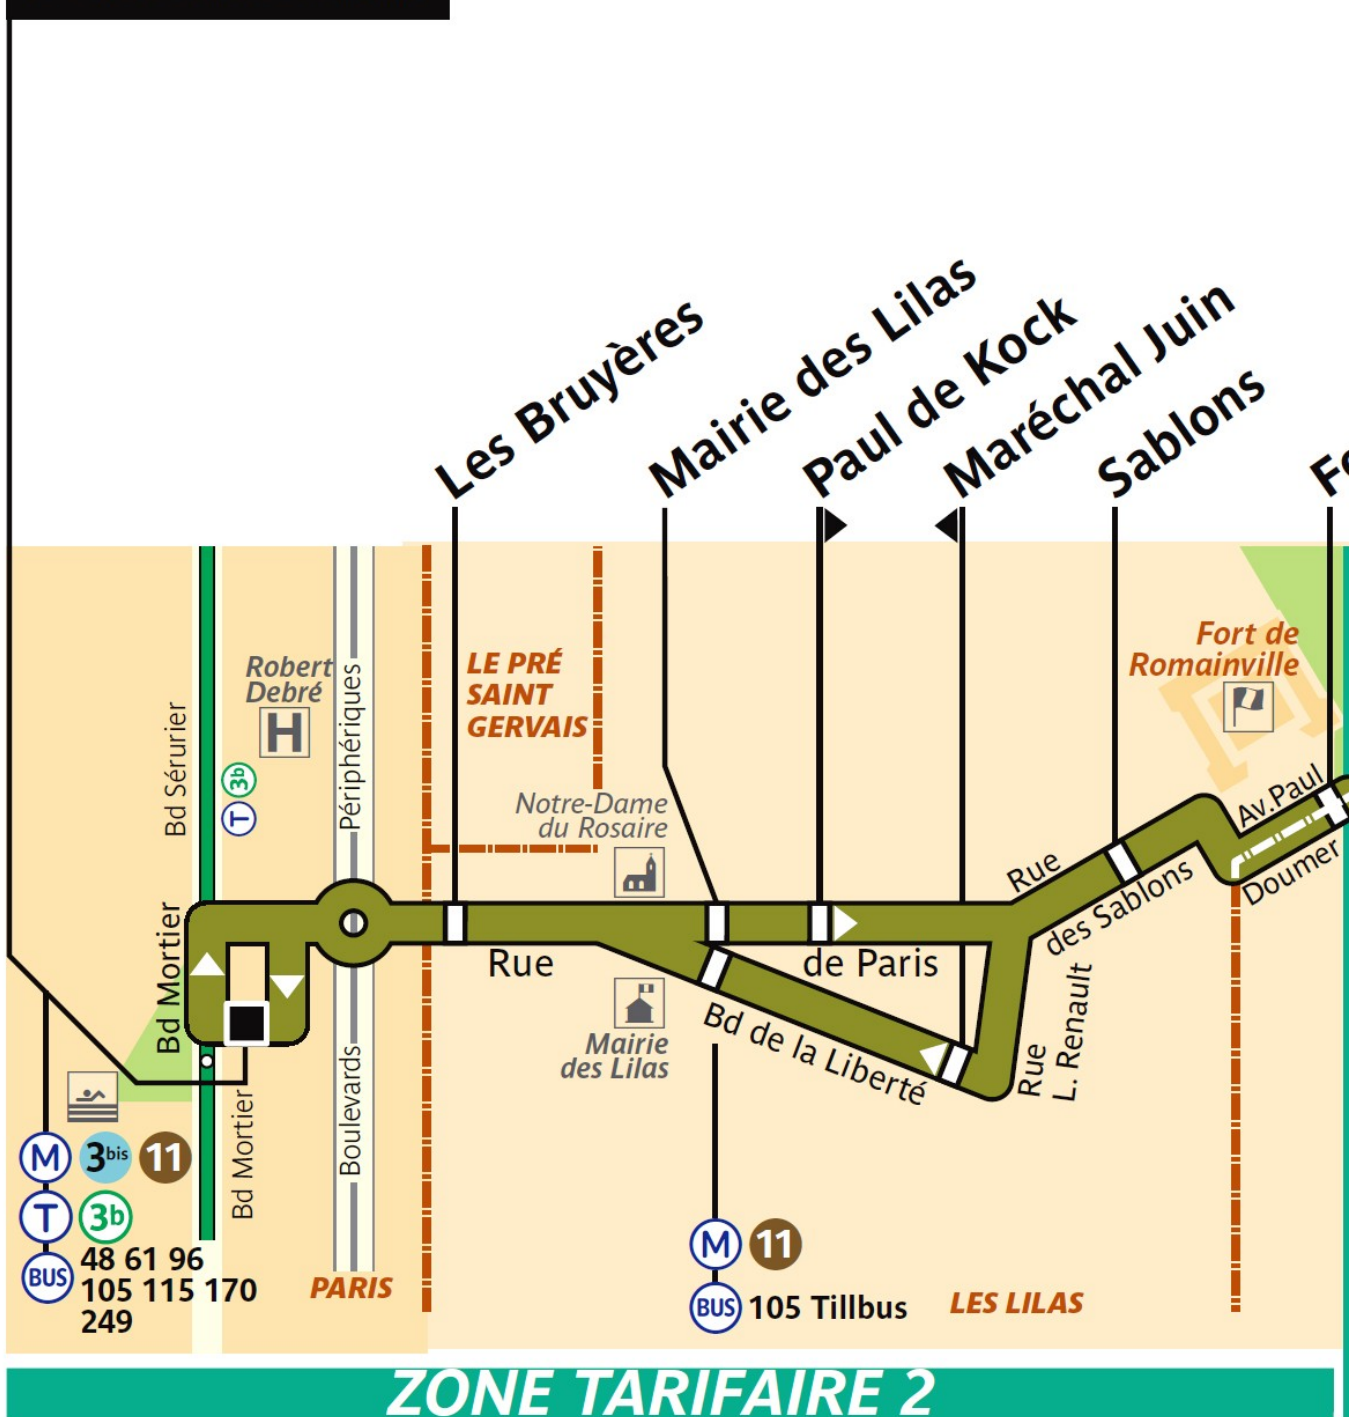 Les Bruyères
Mairie des Lilas
Paul de Kock
Maréchal Juin
Sablons
Fort de
Romainville
Robert
Debré
H
LE PRÉ
SAINT
GERVAIS
Périphériques
Bd Sérurier
3b
T
Notre-Dame
du Rosaire
Av.Paul
Doumer
Rue
des Sablons
Bd Mortier
Rue
de Paris
Mairie
des Lilas
Bd de la Liberté
Rue
L. Renault
Boulevards
Bd Mortier
M 3bis 11
T 3b
BUS 48 61 96
105 115 170
249
PARIS
M 11
BUS 105 Tillbus
LES LILAS
ZONE TARIFAIRE 2